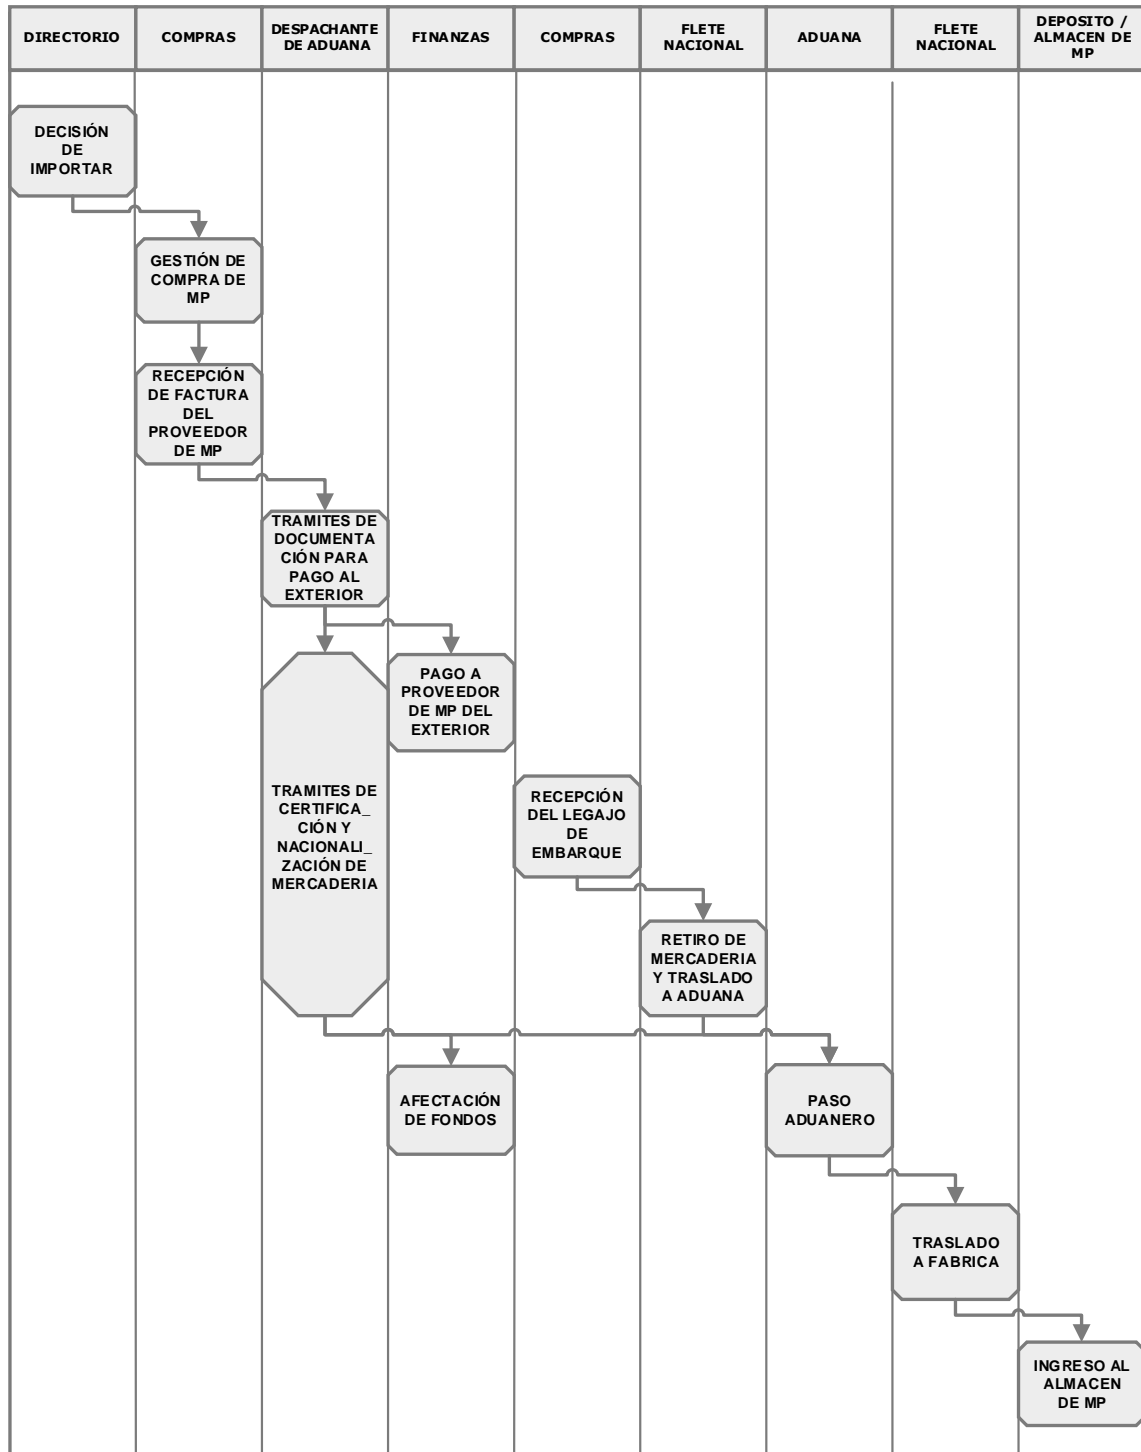 DIRECTORIO
COMPRAS
DESPACHANTE
DE ADUANA
FINANZAS
COMPRAS
FLETE
NACIONAL
ADUANA
FLETE
NACIONAL
DEPOSITO /
ALMACEN DE
MP
DECISIÓN
DE
IMPORTAR
GESTIÓN DE
COMPRA DE
MP
RECEPCIÓN
DE FACTURA
DEL
PROVEEDOR
DE MP
TRAMITES DE
DOCUMENTA
CIÓN PARA
PAGO AL
EXTERIOR
PAGO A
PROVEEDOR
DE MP DEL
EXTERIOR
TRAMITES DE
CERTIFICA_
CIÓN Y
NACIONALI_
ZACIÓN DE
MERCADERIA
RECEPCIÓN
DEL LEGAJO
DE
EMBARQUE
RETIRO DE
MERCADERIA
Y TRASLADO
A ADUANA
AFECTACIÓN
DE FONDOS
PASO
ADUANERO
TRASLADO
A FABRICA
INGRESO AL
ALMACEN
DE MP